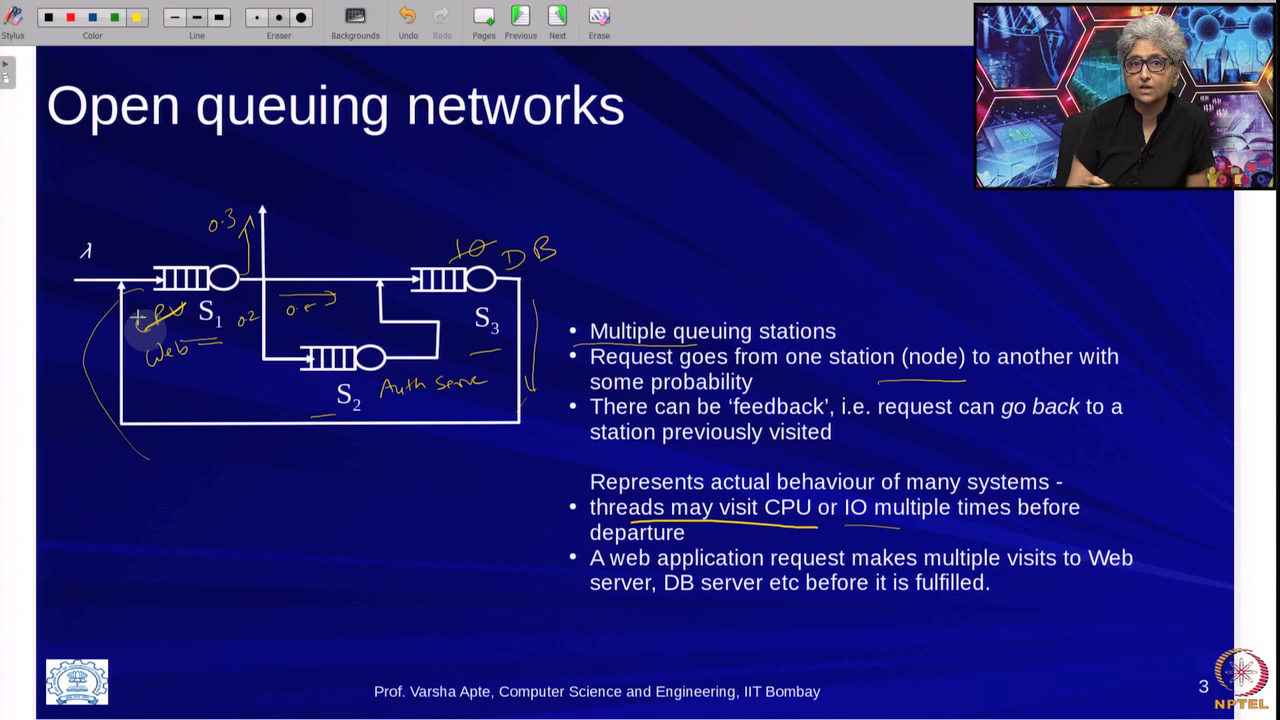 Stylus
Color
Line
Eraser
Backgrounds
Undo
Redo
Pages
Previous
Next
Erase
Open queuing networks
0.3
λ
10 DB
S1
0.2
S3
Web
S2
Auth Serve
• Multiple queuing stations
• Request goes from one station (node) to another with
some probability
• There can be ‘feedback’, i.e. request can go back to a
station previously visited
Represents actual behaviour of many systems -
• threads may visit CPU or IO multiple times before
departure
• A web application request makes multiple visits to Web
server, DB server etc before it is fulfilled.
Prof. Varsha Apte, Computer Science and Engineering, IIT Bombay
3
NPTEL